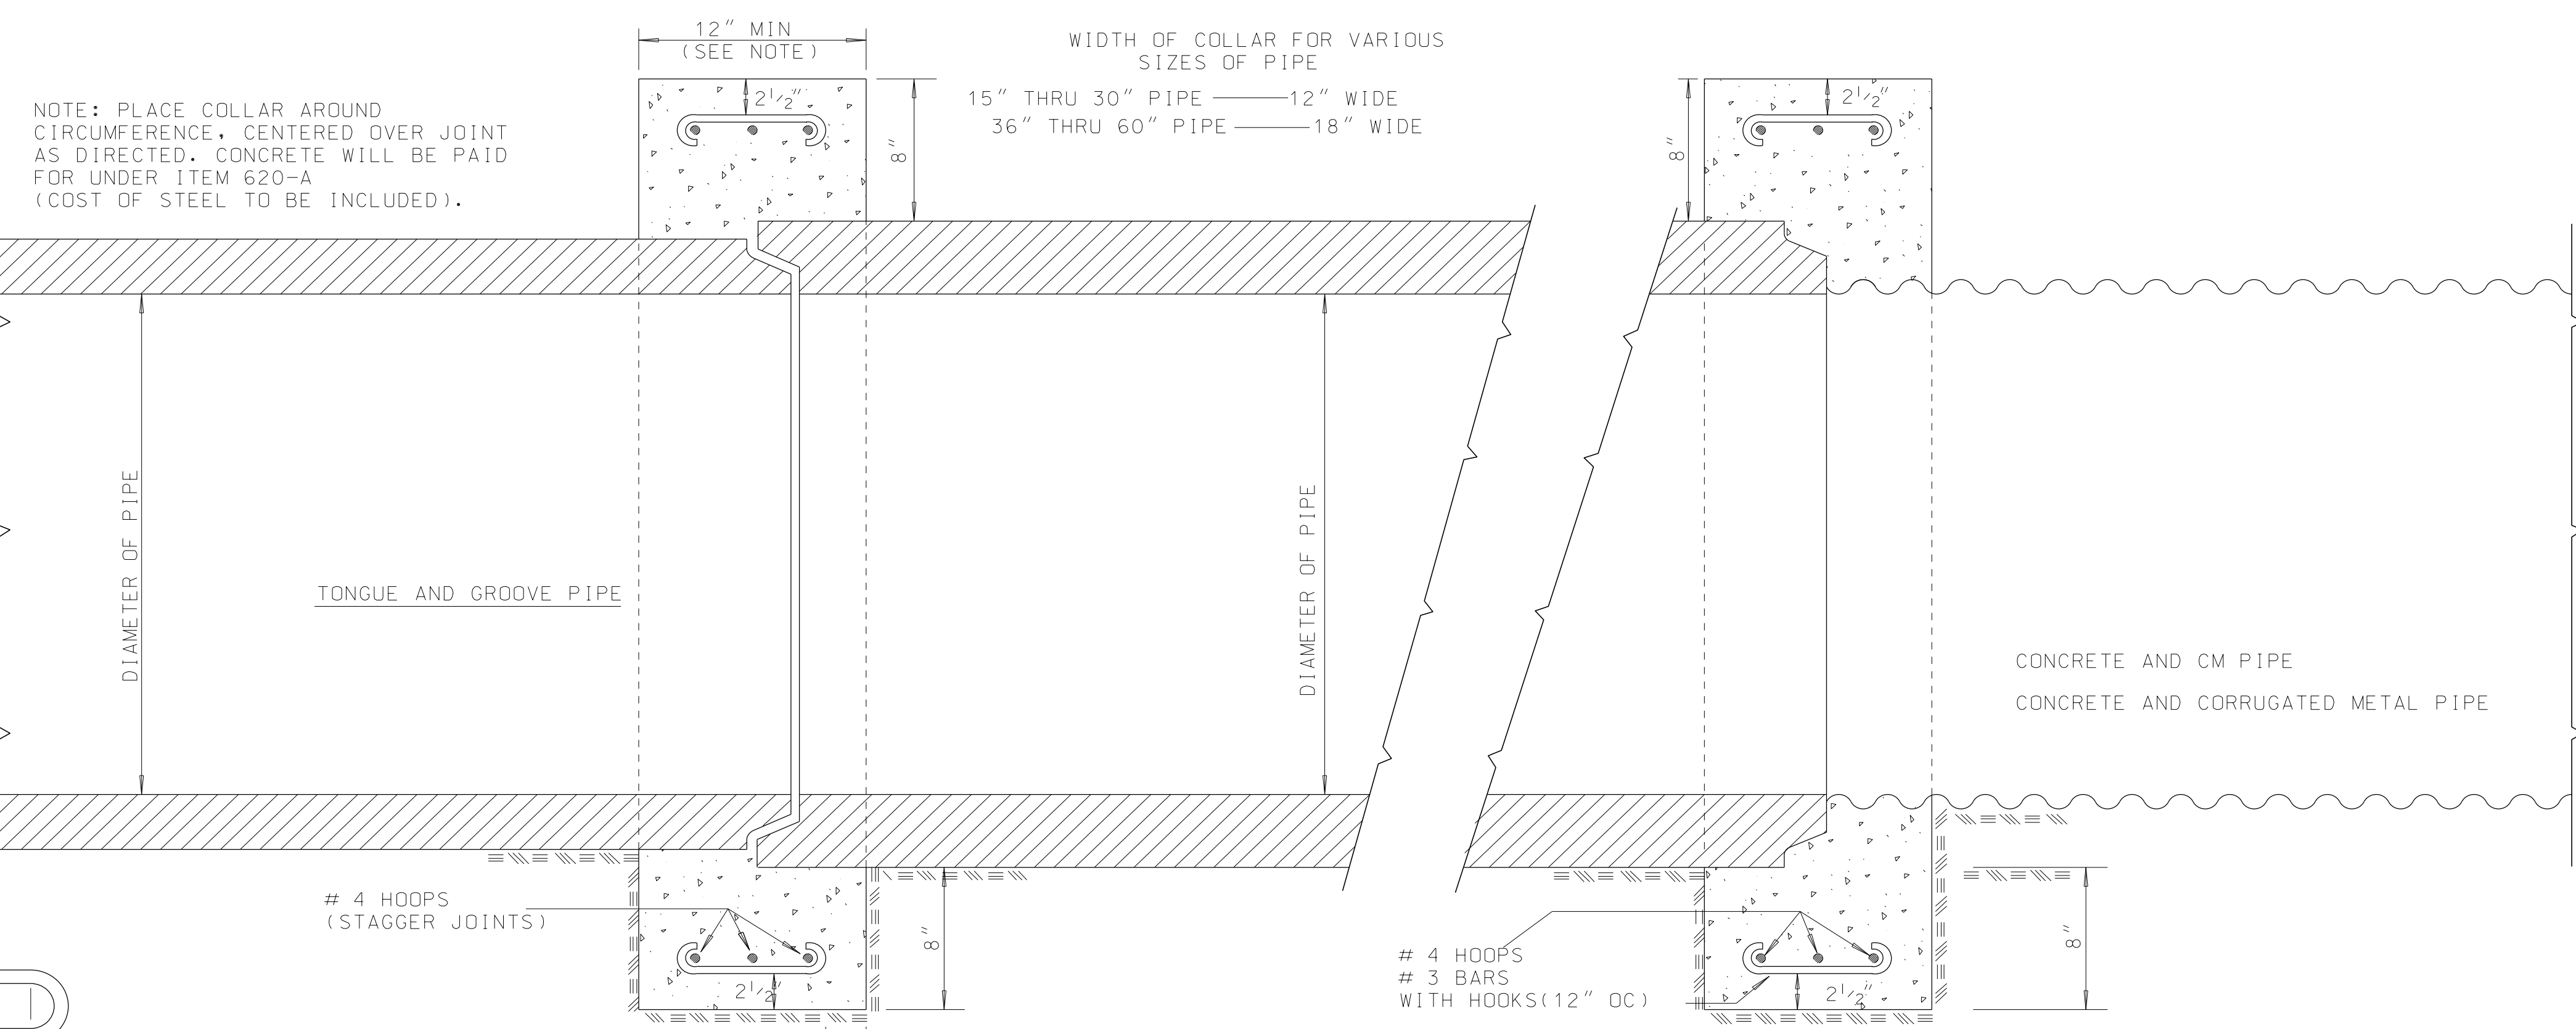 12" MIN
(SEE NOTE)
WIDTH OF COLLAR FOR VARIOUS
SIZES OF PIPE
15" THRU 30" PIPE 12" WIDE
36" THRU 60" PIPE 18" WIDE
NOTE: PLACE COLLAR AROUND
CIRCUMFERENCE, CENTERED OVER JOINT
AS DIRECTED. CONCRETE WILL BE PAID
FOR UNDER ITEM 620-A
(COST OF STEEL TO BE INCLUDED).
2 1/2"
8"
8"
2 1/2"
DIAMETER OF PIPE
TONGUE AND GROOVE PIPE
DIAMETER OF PIPE
CONCRETE AND CM PIPE
CONCRETE AND CORRUGATED METAL PIPE
# 4 HOOPS
(STAGGER JOINTS)
2 1/2"
8"
# 4 HOOPS
# 3 BARS
WITH HOOKS(12" OC)
2 1/2"
8"